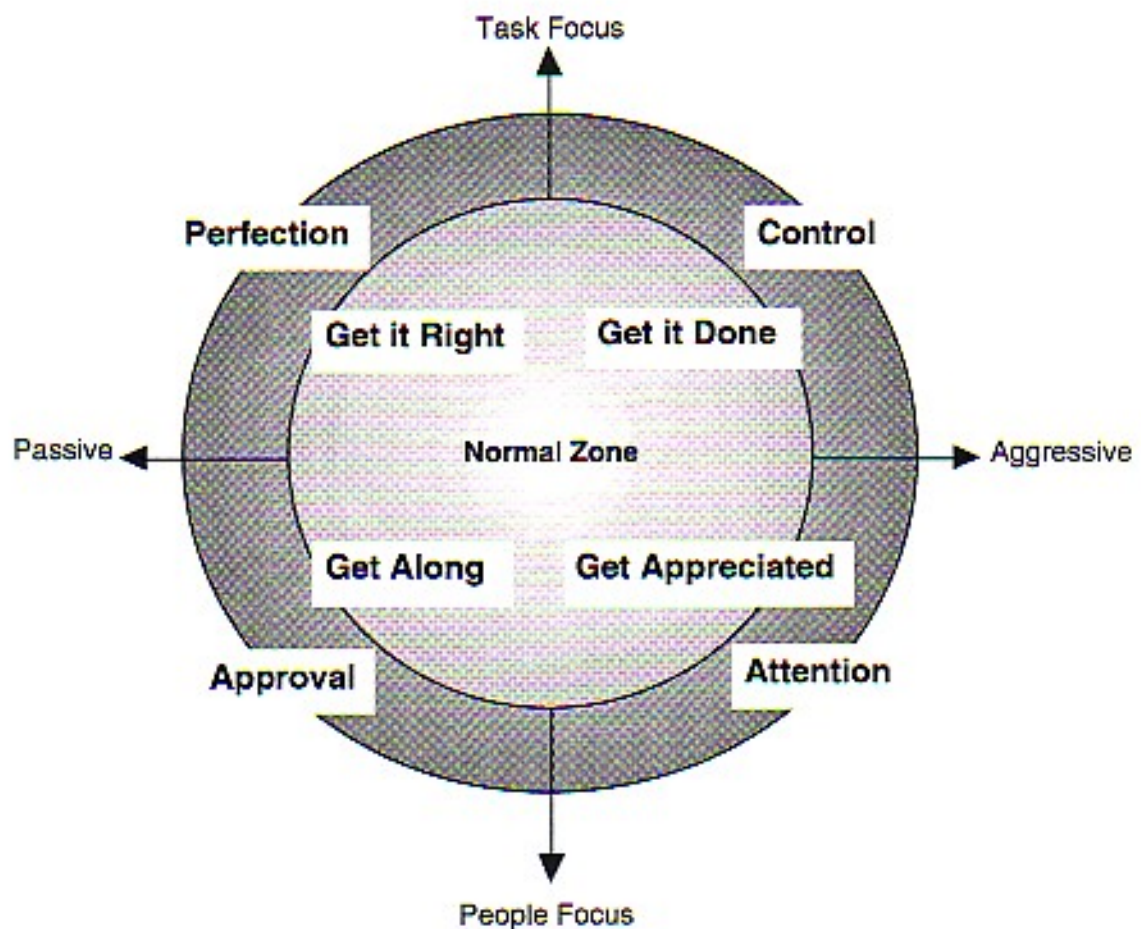 Task Focus
Perfection
Control
Get it Right
Get it Done
Passive
Normal Zone
Aggressive
Get Along
Get Appreciated
Approval
Attention
People Focus